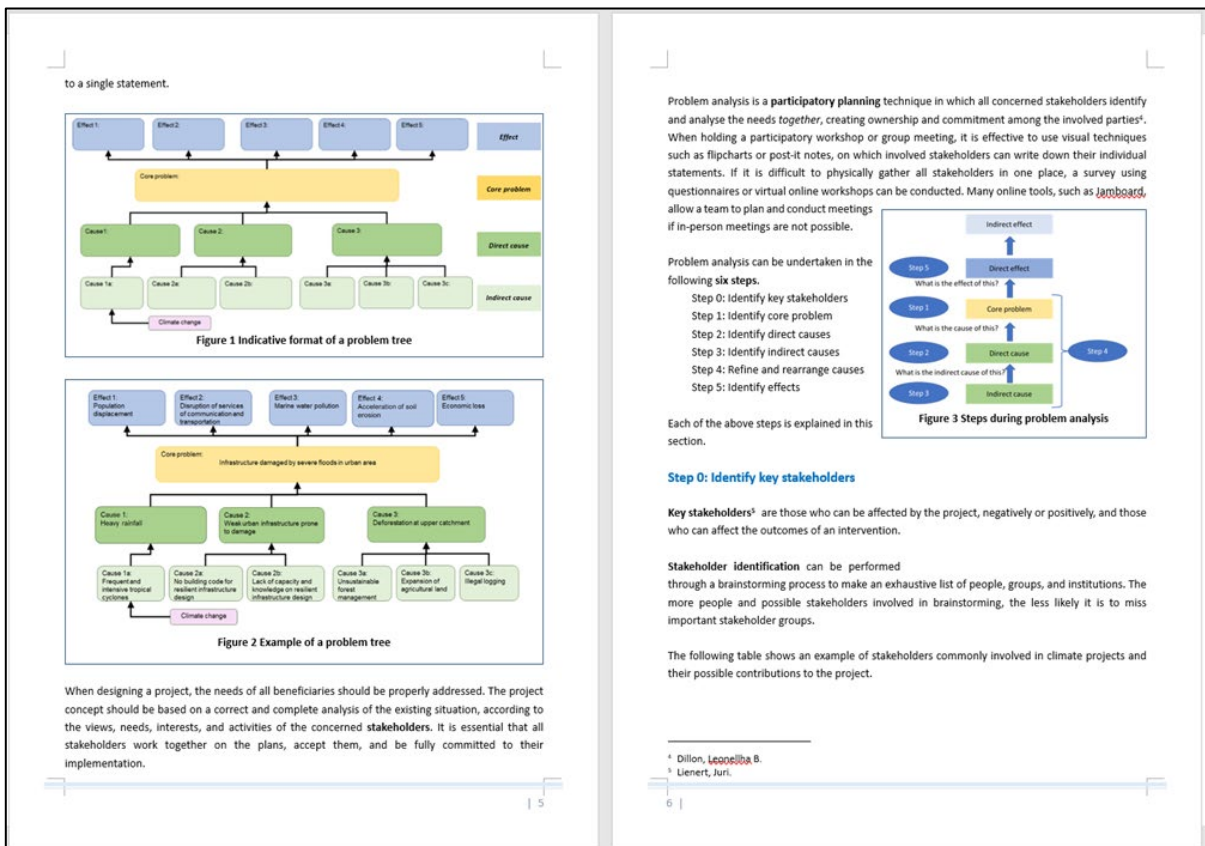 to a single statement.
Effect 1:
Effect 2:
Effect 3:
Effect 4:
Effect 5:
Effect
Core problem:
Core problem
Cause1:
Cause 2:
Cause 3:
Direct cause
Cause 1a:
Cause 2a:
Cause 2b:
Cause 3a:
Cause 3b:
Cause 3c:
Indirect cause
Climate change
Figure 1 Indicative format of a problem tree
Effect 1:
Population
displacement
Effect 2:
Disruption of services
of communication and
transportation
Effect 3:
Marine water pollution
Effect 4:
Acceleration of soil
erosion
Effect 5:
Economic loss
Core problem:
Infrastructure damaged by severe floods in urban area
Cause 1:
Heavy rainfall
Cause 2:
Weak urban infrastructure prone
to damage
Cause 3:
Deforestation at upper catchment
Cause 1a:
Frequent and
intensive tropical
cyclones
Cause 2a:
No building code for
resilient infrastructure
design
Cause 2b:
Lack of capacity and
knowledge on resilient
infrastructure design
Cause 3a:
Unsustainable
forest
management
Cause 3b:
Expansion of
agricultural land
Cause 3c:
Illegal logging
Climate change
Figure 2 Example of a problem tree
When designing a project, the needs of all beneficiaries should be properly addressed. The project
concept should be based on a correct and complete analysis of the existing situation, according to
the views, needs, interests, and activities of the concerned stakeholders. It is essential that all
stakeholders work together on the plans, accept them, and be fully committed to their
implementation.
| 5
Problem analysis is a participatory planning technique in which all concerned stakeholders identify
and analyse the needs together, creating ownership and commitment among the involved parties⁴.
When holding a participatory workshop or group meeting, it is effective to use visual techniques
such as flipcharts or post-it notes, on which involved stakeholders can write down their individual
statements. If it is difficult to physically gather all stakeholders in one place, a survey using
questionnaires or virtual online workshops can be conducted. Many online tools, such as Jamboard,
allow a team to plan and conduct meetings
if in-person meetings are not possible.
Problem analysis can be undertaken in the
following six steps.
Step 0: Identify key stakeholders
Step 1: Identify core problem
Step 2: Identify direct causes
Step 3: Identify indirect causes
Step 4: Refine and rearrange causes
Step 5: Identify effects
Each of the above steps is explained in this
section.
Indirect effect
Step 5
Direct effect
What is the effect of this?
Step 1
Core problem
What is the cause of this?
Step 2
Direct cause
Step 4
What is the indirect cause of this?
Step 3
Indirect cause
Figure 3 Steps during problem analysis
Step 0: Identify key stakeholders
Key stakeholders⁵ are those who can be affected by the project, negatively or positively, and those
who can affect the outcomes of an intervention.
Stakeholder identification can be performed
through a brainstorming process to make an exhaustive list of people, groups, and institutions. The
more people and possible stakeholders involved in brainstorming, the less likely it is to miss
important stakeholder groups.
The following table shows an example of stakeholders commonly involved in climate projects and
their possible contributions to the project.
⁴ Dillon, Leonellha B.
⁵ Lienert, Juri.
6 |